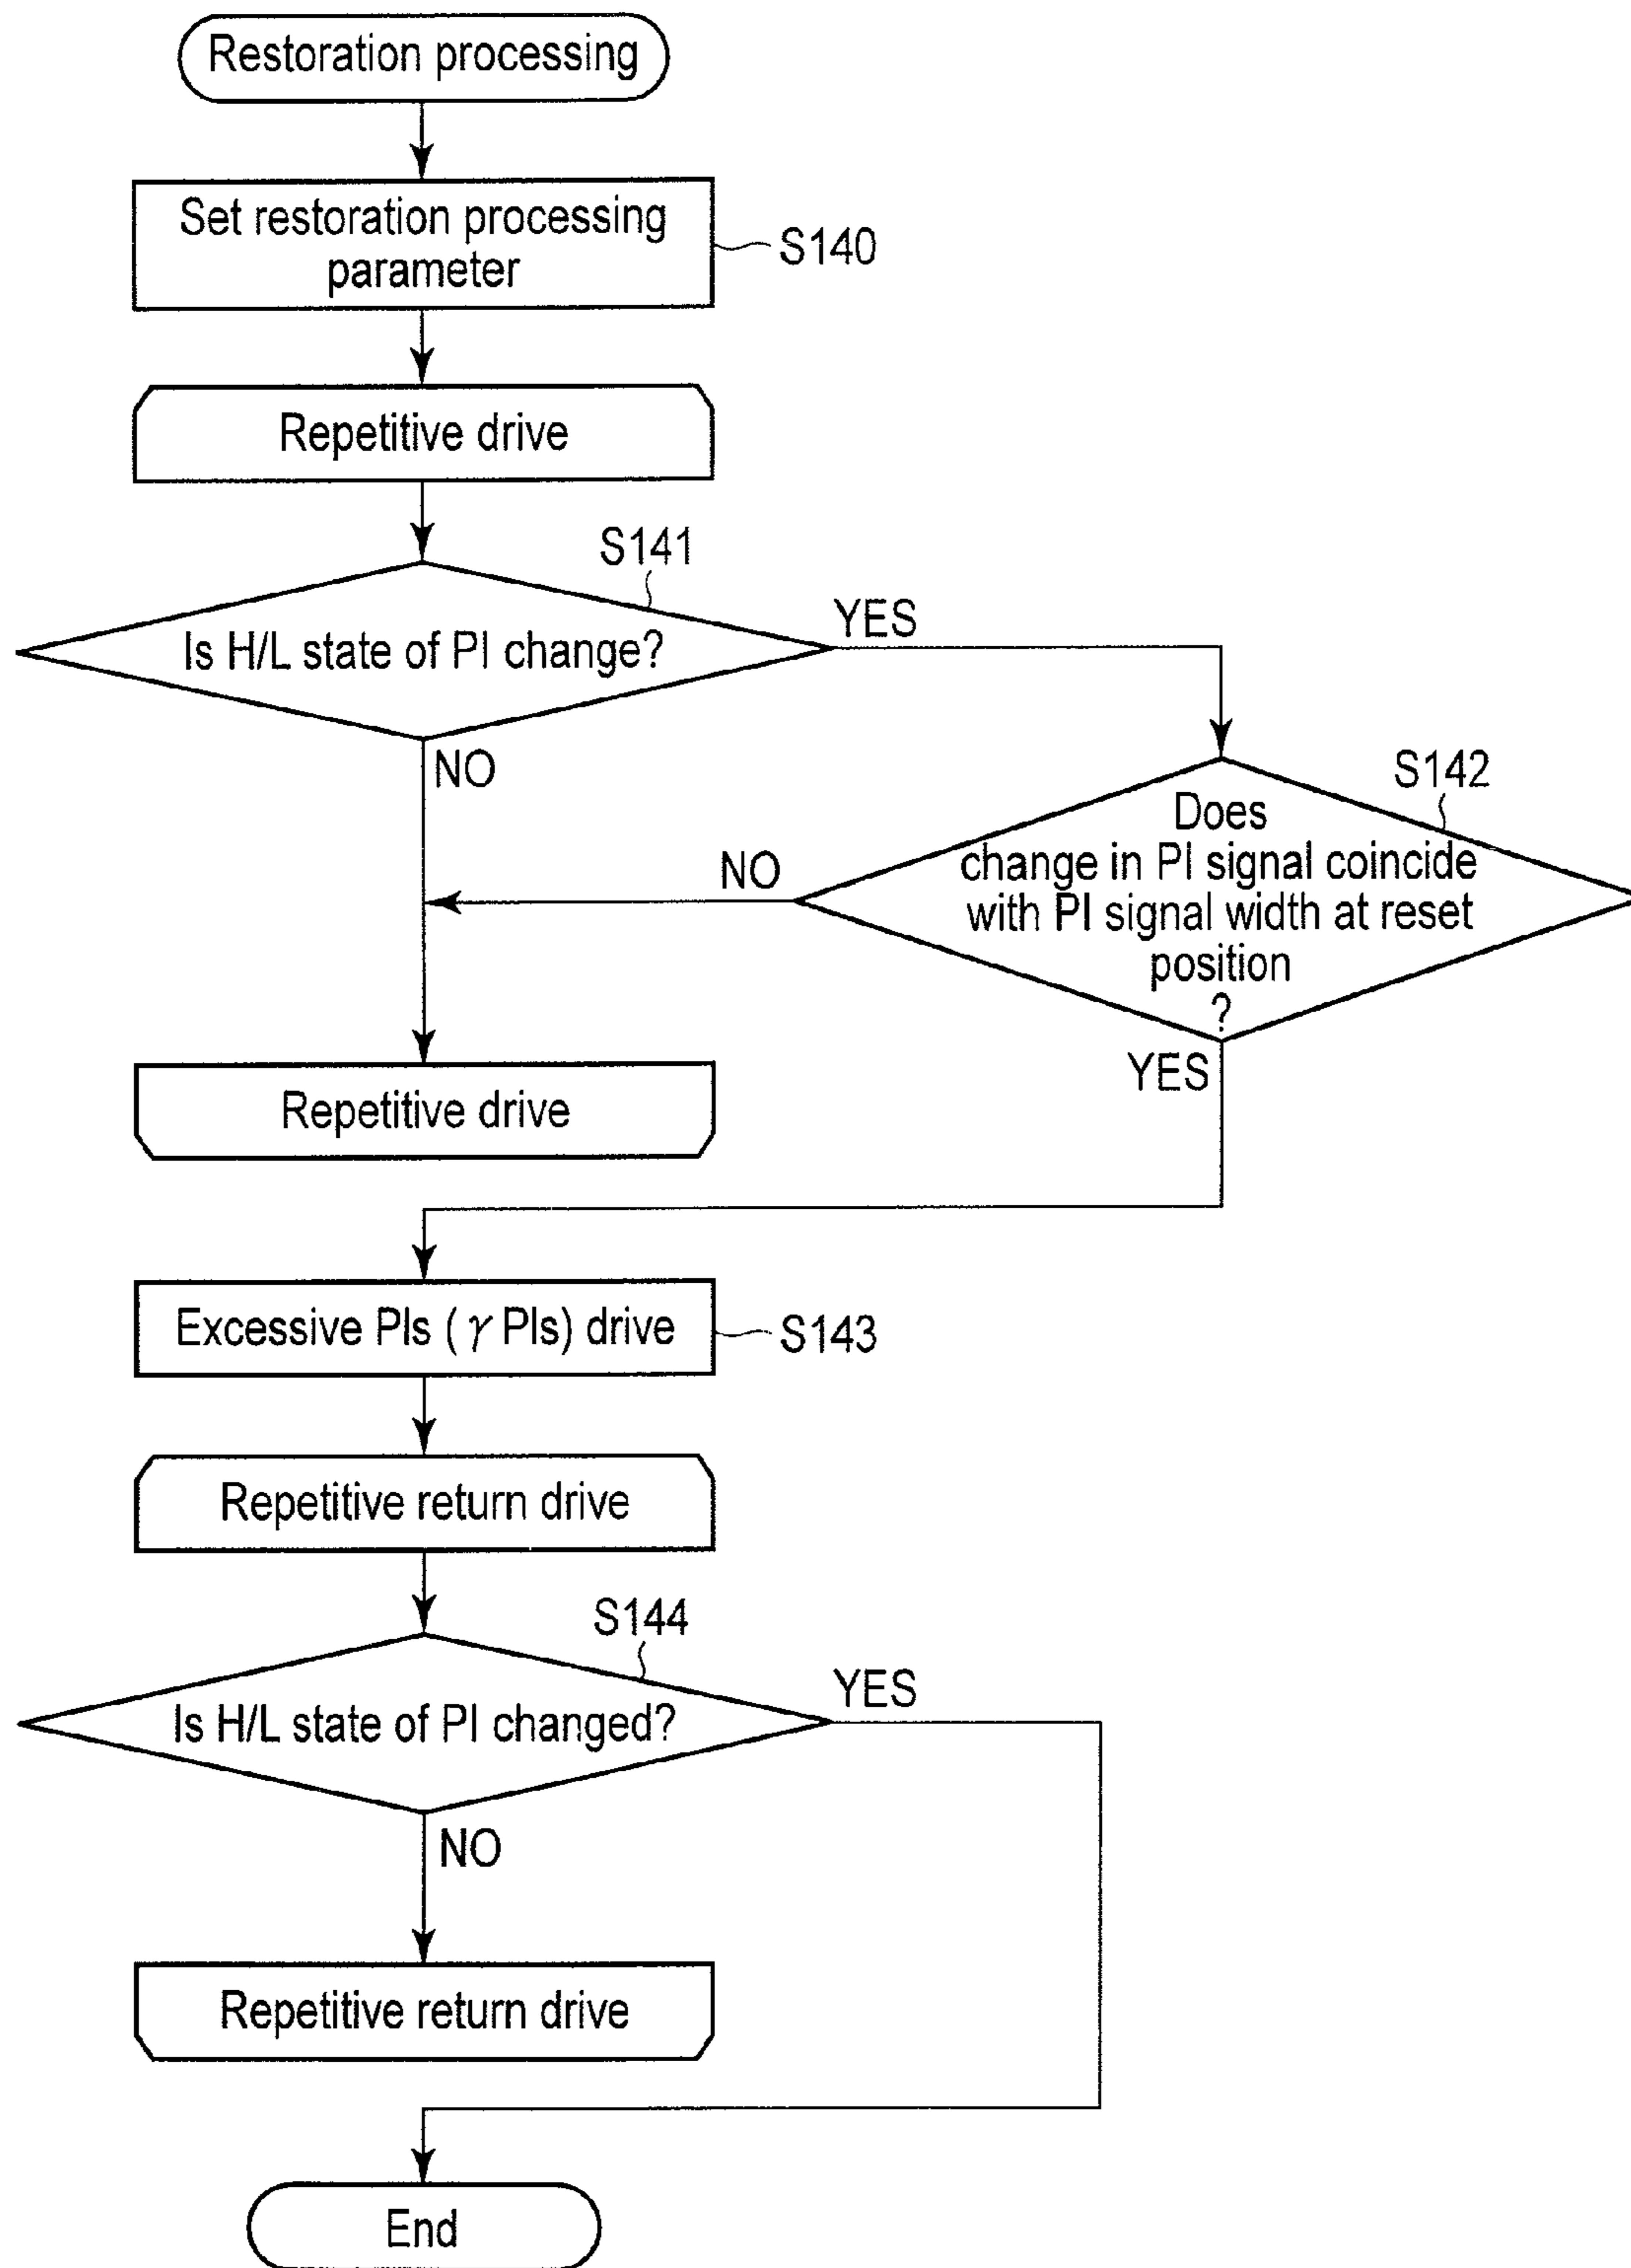 Restoration processing
Set restoration processing
parameter
S140
Repetitive drive
S141
Is H/L state of PI change?
YES
NO
S142
Does
change in PI signal coincide
with PI signal width at reset
position
?
NO
YES
Repetitive drive
Excessive PIs ( γ PIs) drive
S143
Repetitive return drive
S144
Is H/L state of PI changed?
YES
NO
Repetitive return drive
End